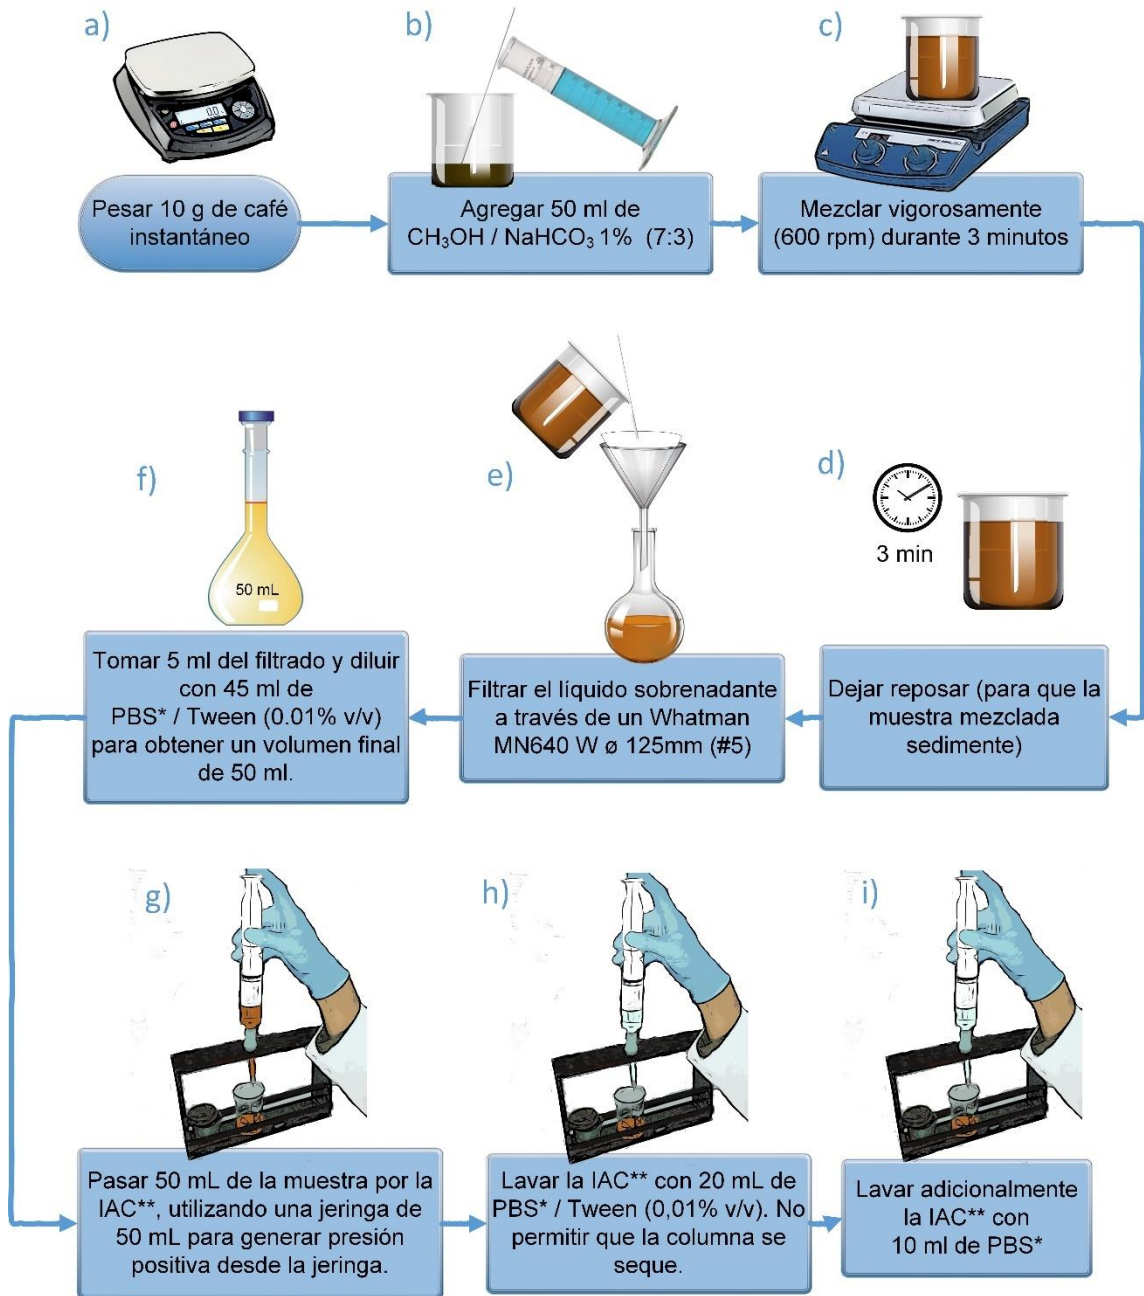 a)
Pesar 10 g de café
instantáneo
b)
Agregar 50 ml de
CH₃OH / NaHCO₃ 1% (7:3)
c)
Mezclar vigorosamente
(600 rpm) durante 3 minutos
d)
3 min
Dejar reposar (para que la
muestra mezclada
sedimente)
e)
Filtrar el líquido sobrenadante
a través de un Whatman
MN640 W ø 125mm (#5)
f)
50 mL
Tomar 5 ml del filtrado y diluir
con 45 ml de
PBS* / Tween (0.01% v/v)
para obtener un volumen final
de 50 ml.
g)
Pasar 50 mL de la muestra por la
IAC**, utilizando una jeringa de
50 mL para generar presión
positiva desde la jeringa.
h)
Lavar la IAC** con 20 mL de
PBS* / Tween (0,01% v/v). No
permitir que la columna se
seque.
i)
Lavar adicionalmente
la IAC** con
10 ml de PBS*